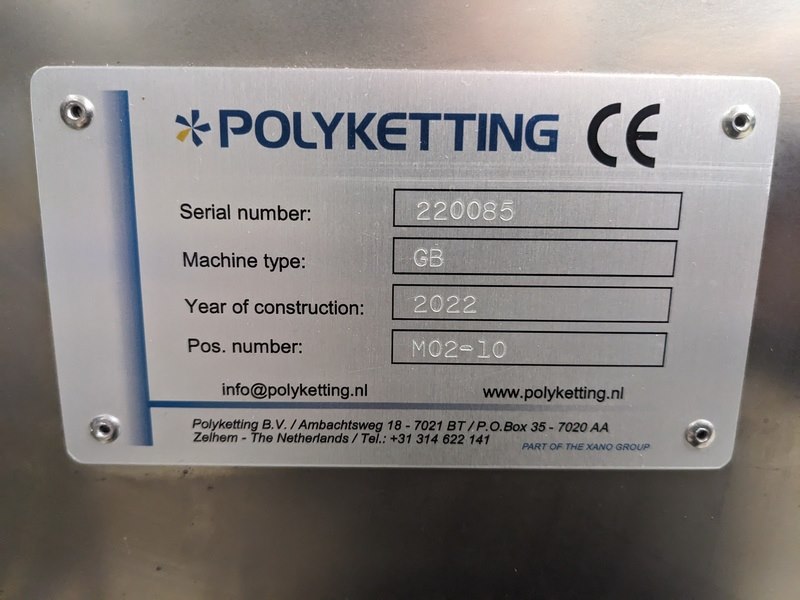 POLYKETTING CE
Serial number: 220085
Machine type: GB
Year of construction: 2022
Pos. number: M02-10
info@polyketting.nl www.polyketting.nl
Polyketting B.V. / Ambachtsweg 18 - 7021 BT / P.O.Box 35 - 7020 AA
Zelhem - The Netherlands / Tel.: +31 314 622 141
PART OF THE XANO GROUP